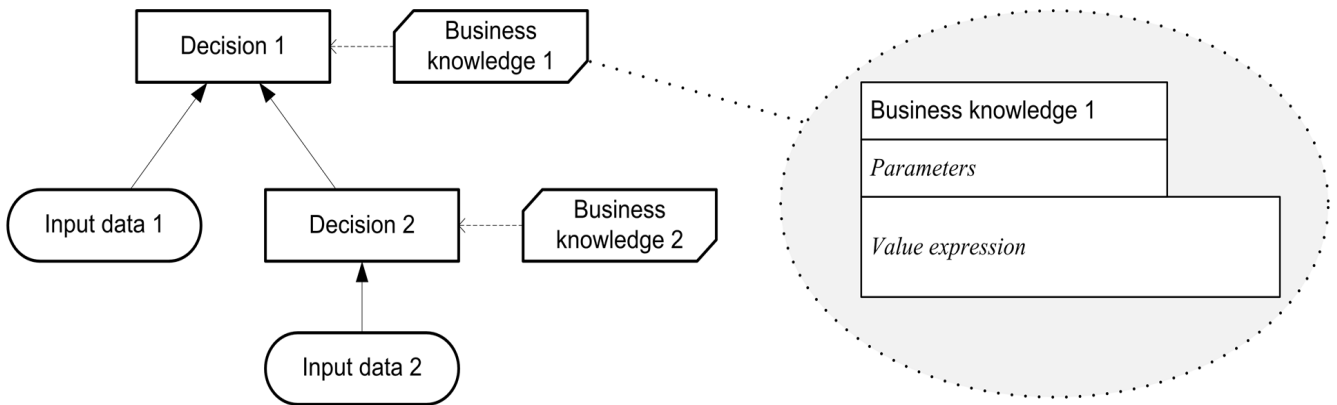 Decision 1
Business
knowledge 1
Business knowledge 1
Parameters
Value expression
Input data 1
Decision 2
Business
knowledge 2
Input data 2